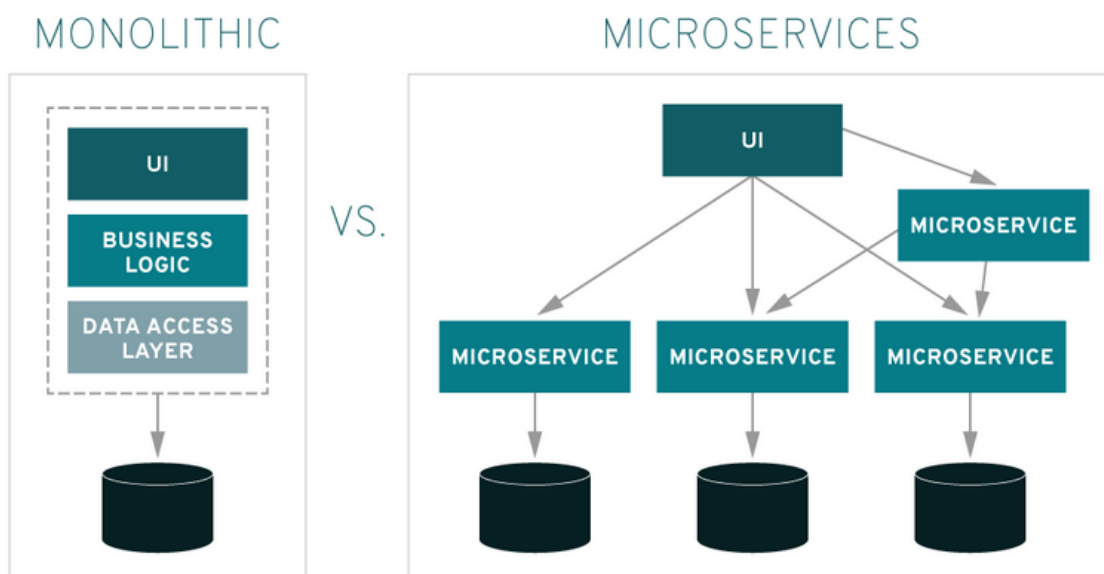 MONOLITHIC
UI
BUSINESS
LOGIC
DATA ACCESS
LAYER
VS.
MICROSERVICES
UI
MICROSERVICE
MICROSERVICE
MICROSERVICE
MICROSERVICE